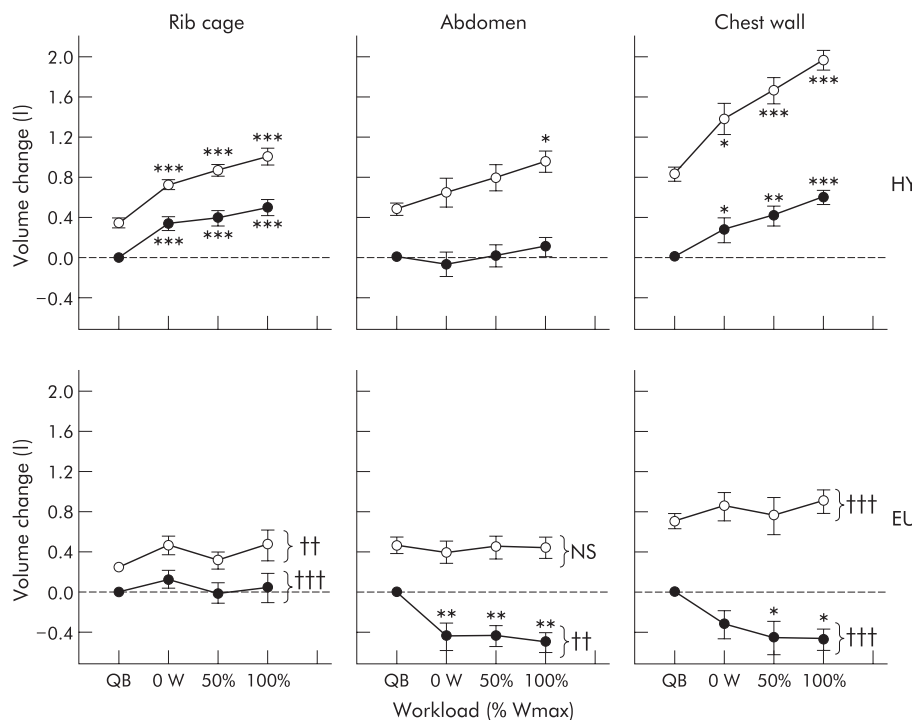 Rib cage Abdomen Chest wall
Volume change (l)
2.0
1.6
1.2
0.8
0.4
0.0
−0.4
*** *** ***
*** *** ***
*
* *** ***
* ** ***
HY
Volume change (l)
2.0
1.6
1.2
0.8
0.4
0.0
−0.4
††
†††
NS
** ** **
††
†††
* *
†††
EU
QB 0 W 50% 100% QB 0 W 50% 100% QB 0 W 50% 100%
Workload (% Wmax)